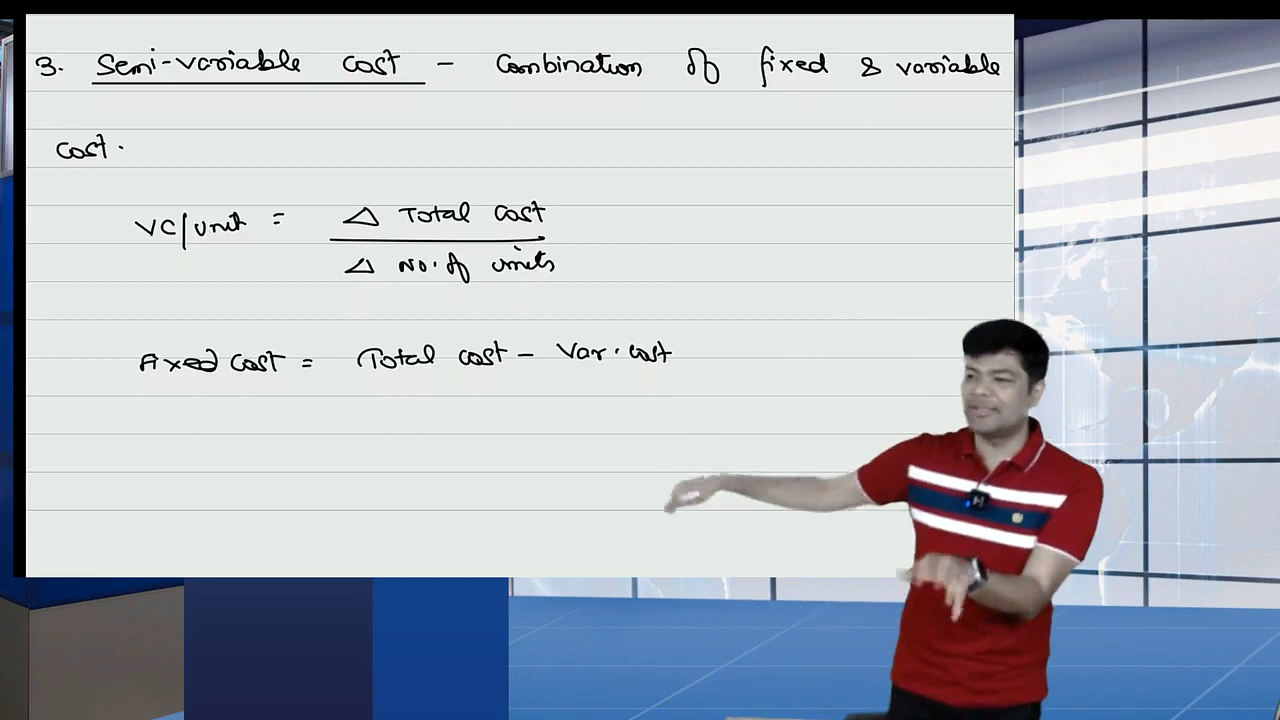 3. Semi-variable cost - Combination of fixed & variable
cost.
VC/unit = Δ Total cost
Δ No. of units
Fixed cost = Total cost - Var. cost